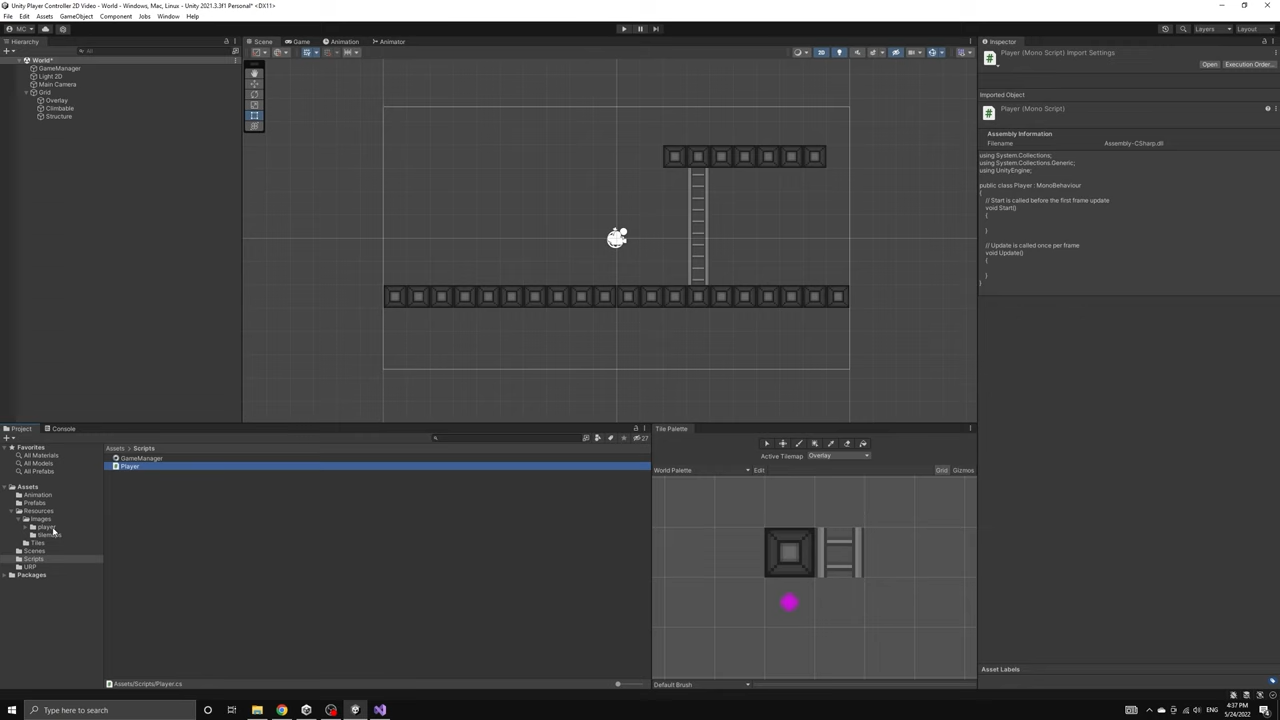 Unity Player Controller 2D Video - World - Windows, Mac, Linux - Unity 2021.3.3f1 Personal* <DX11>
File Edit Assets GameObject Component Jobs Window Help
MC
Layers Layout
Hierarchy
Scene Game Animation Animator
Inspector
All
2D
World*
GameManager
Light 2D
Main Camera
Grid
Overlay
Climbable
Structure
Player (Mono Script) Import Settings
Open Execution Order...
Imported Object
Player (Mono Script)
Assembly Information
Filename Assembly-CSharp.dll
using System.Collections;
using System.Collections.Generic;
using UnityEngine;
public class Player : MonoBehaviour
{
// Start is called before the first frame update
void Start()
{
}
// Update is called once per frame
void Update()
{
}
}
Project Console
27
Favorites
All Materials
All Models
All Prefabs
Assets
Animation
Prefabs
Resources
Images
player
Tiles
Scenes
Scripts
URP
Packages
Assets > Scripts
GameManager
Player
Assets/Scripts/Player.cs
Tile Palette
Active Tilemap Overlay
World Palette Edit Grid Gizmos
Default Brush
Asset Labels
Type here to search
ENG
4:37 PM
5/24/2022